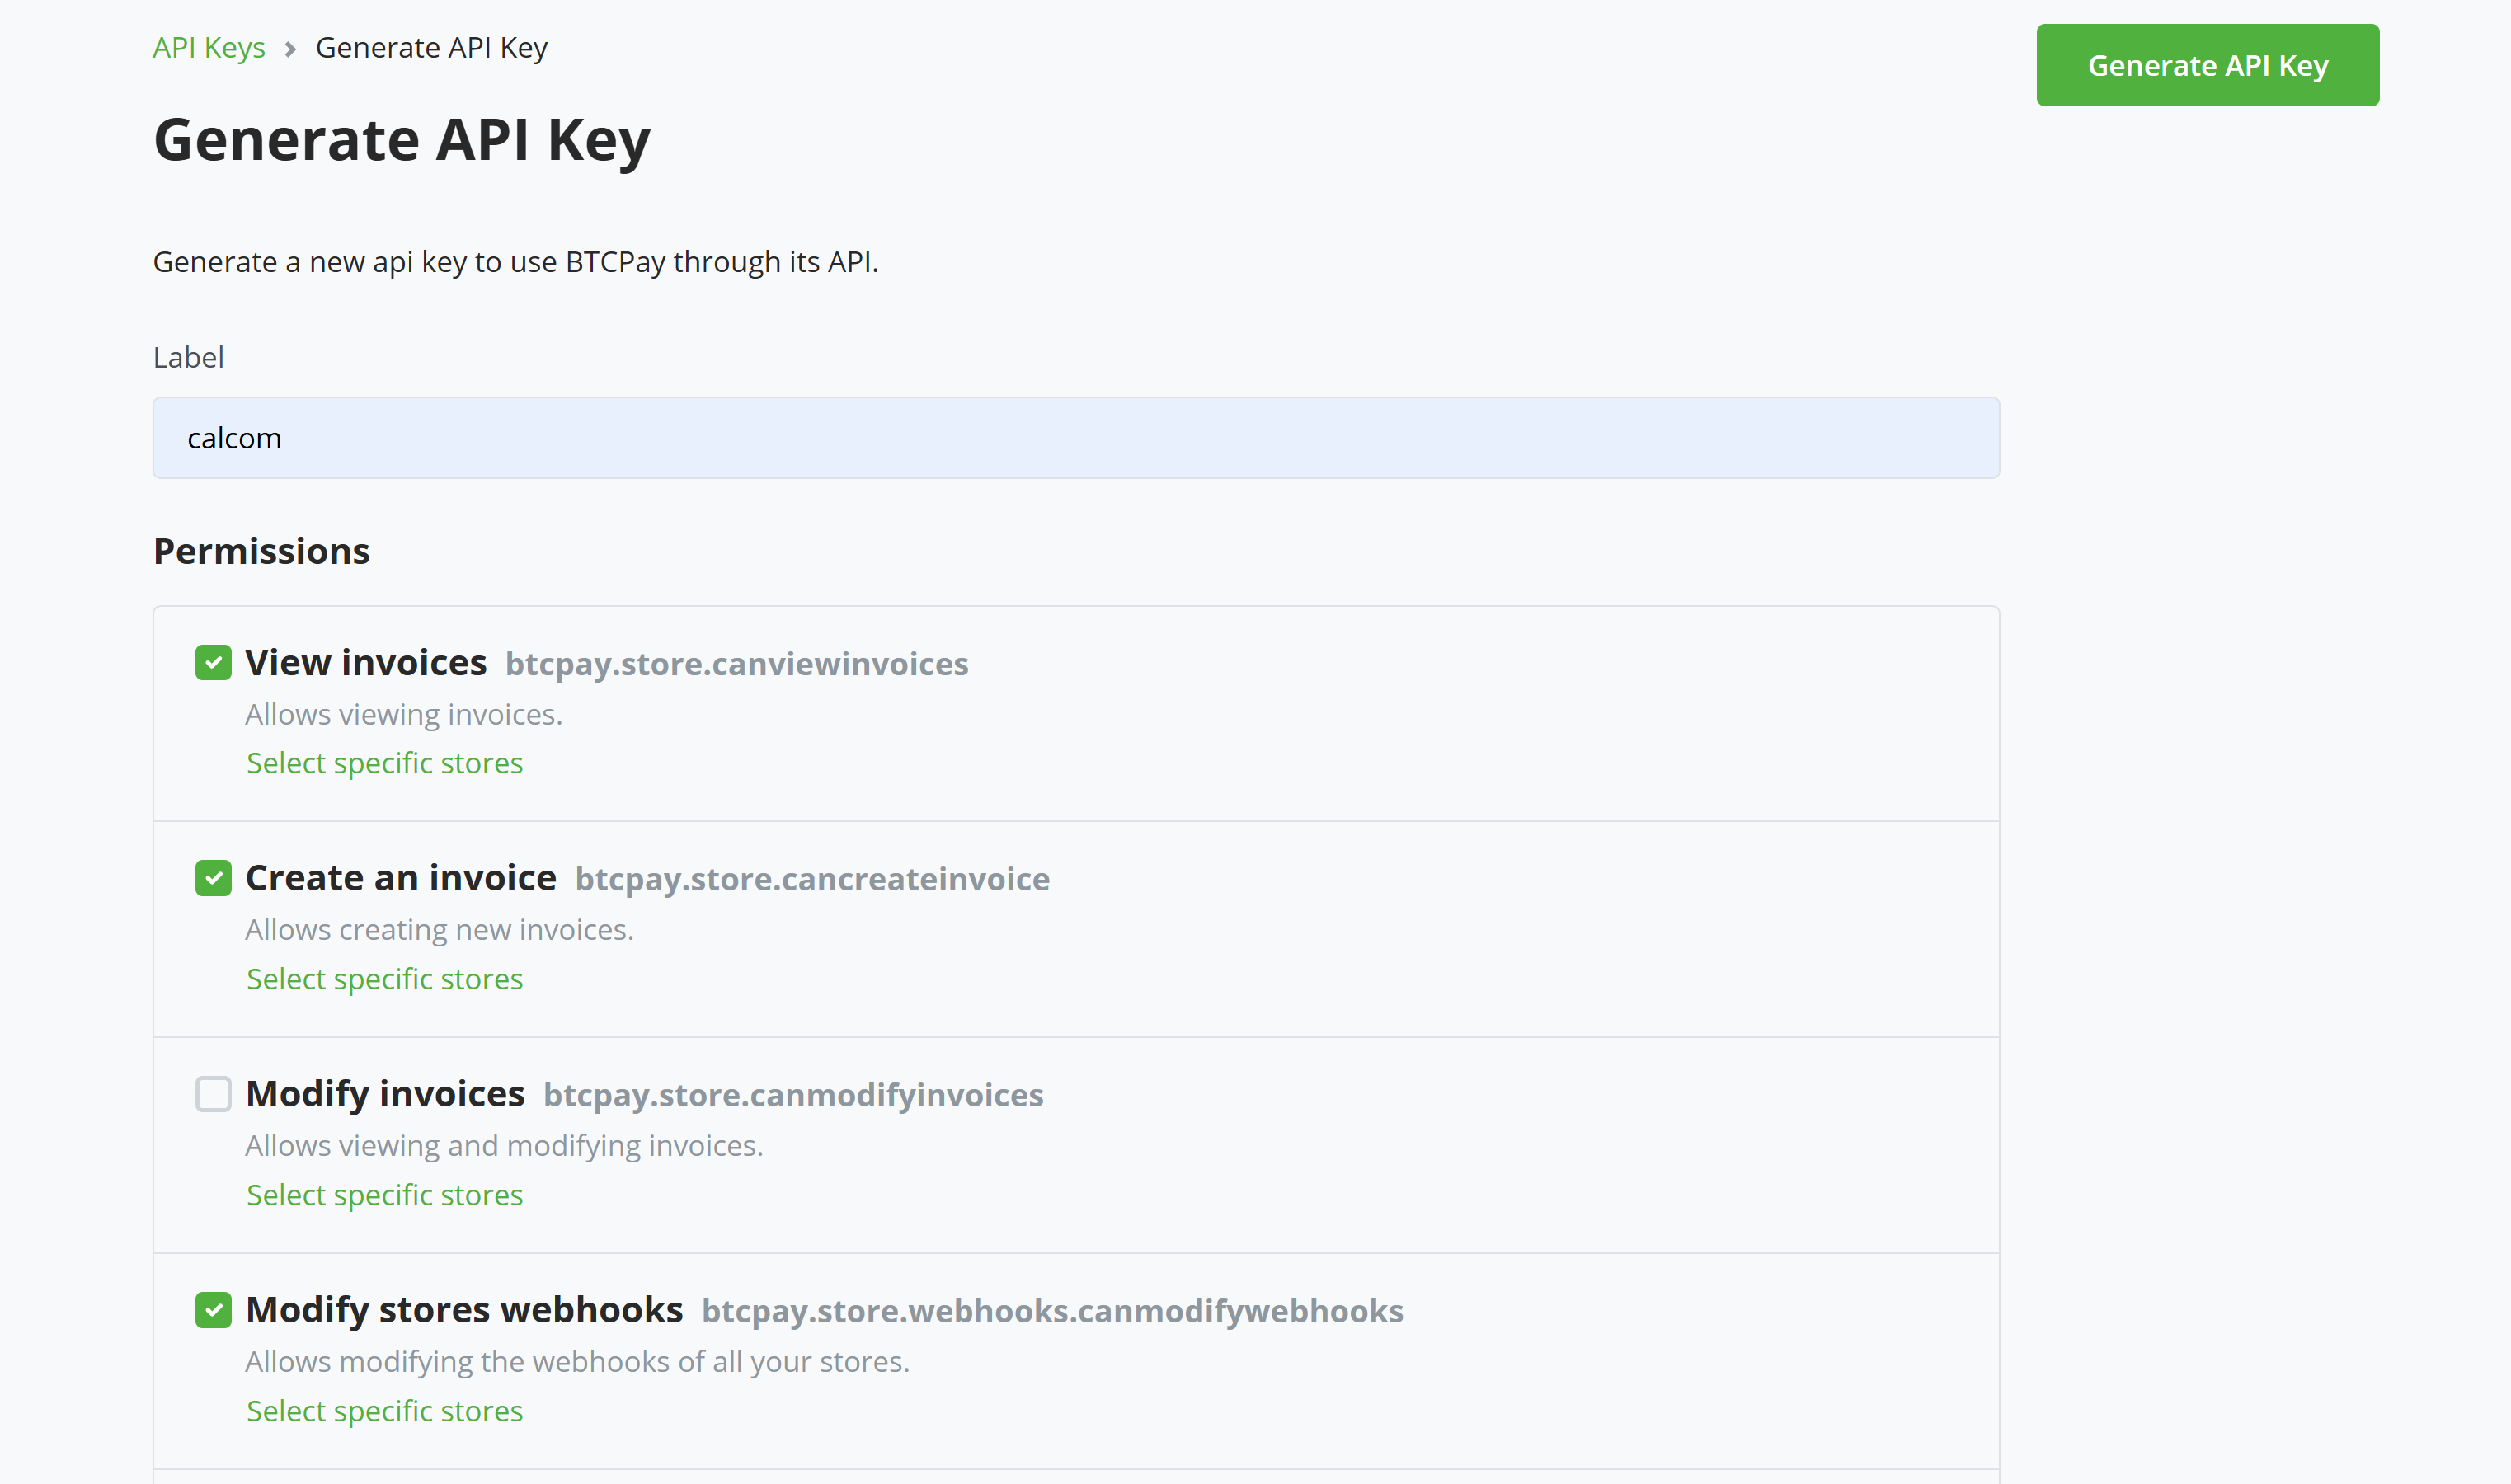 API Keys > Generate API Key
Generate API Key
Generate API Key
Generate a new api key to use BTCPay through its API.
Label
calcom
Permissions
View invoices btcpay.store.canviewinvoices
Allows viewing invoices.
Select specific stores
Create an invoice btcpay.store.cancreateinvoice
Allows creating new invoices.
Select specific stores
Modify invoices btcpay.store.canmodifyinvoices
Allows viewing and modifying invoices.
Select specific stores
Modify stores webhooks btcpay.store.webhooks.canmodifywebhooks
Allows modifying the webhooks of all your stores.
Select specific stores